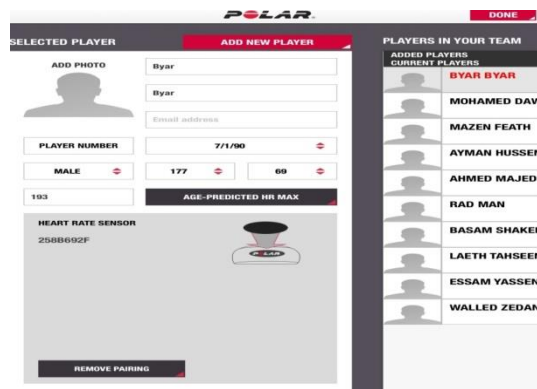 POLAR.
DONE
SELECTED PLAYER
ADD NEW PLAYER
ADD PHOTO
Byar
Byar
Email address
PLAYER NUMBER
7/1/90
MALE
177
69
193
AGE-PREDICTED HR MAX
HEART RATE SENSOR
258B692F
POLAR
REMOVE PAIRING
PLAYERS IN YOUR TEAM
ADDED PLAYERS
CURRENT PLAYERS
BYAR BYAR
MOHAMED DAW
MAZEN FEATH
AYMAN HUSSEN
AHMED MAJED
RAD MAN
BASAM SHAKE
LAETH TAHSEE
ESSAM YASSEN
WALLED ZEDAN